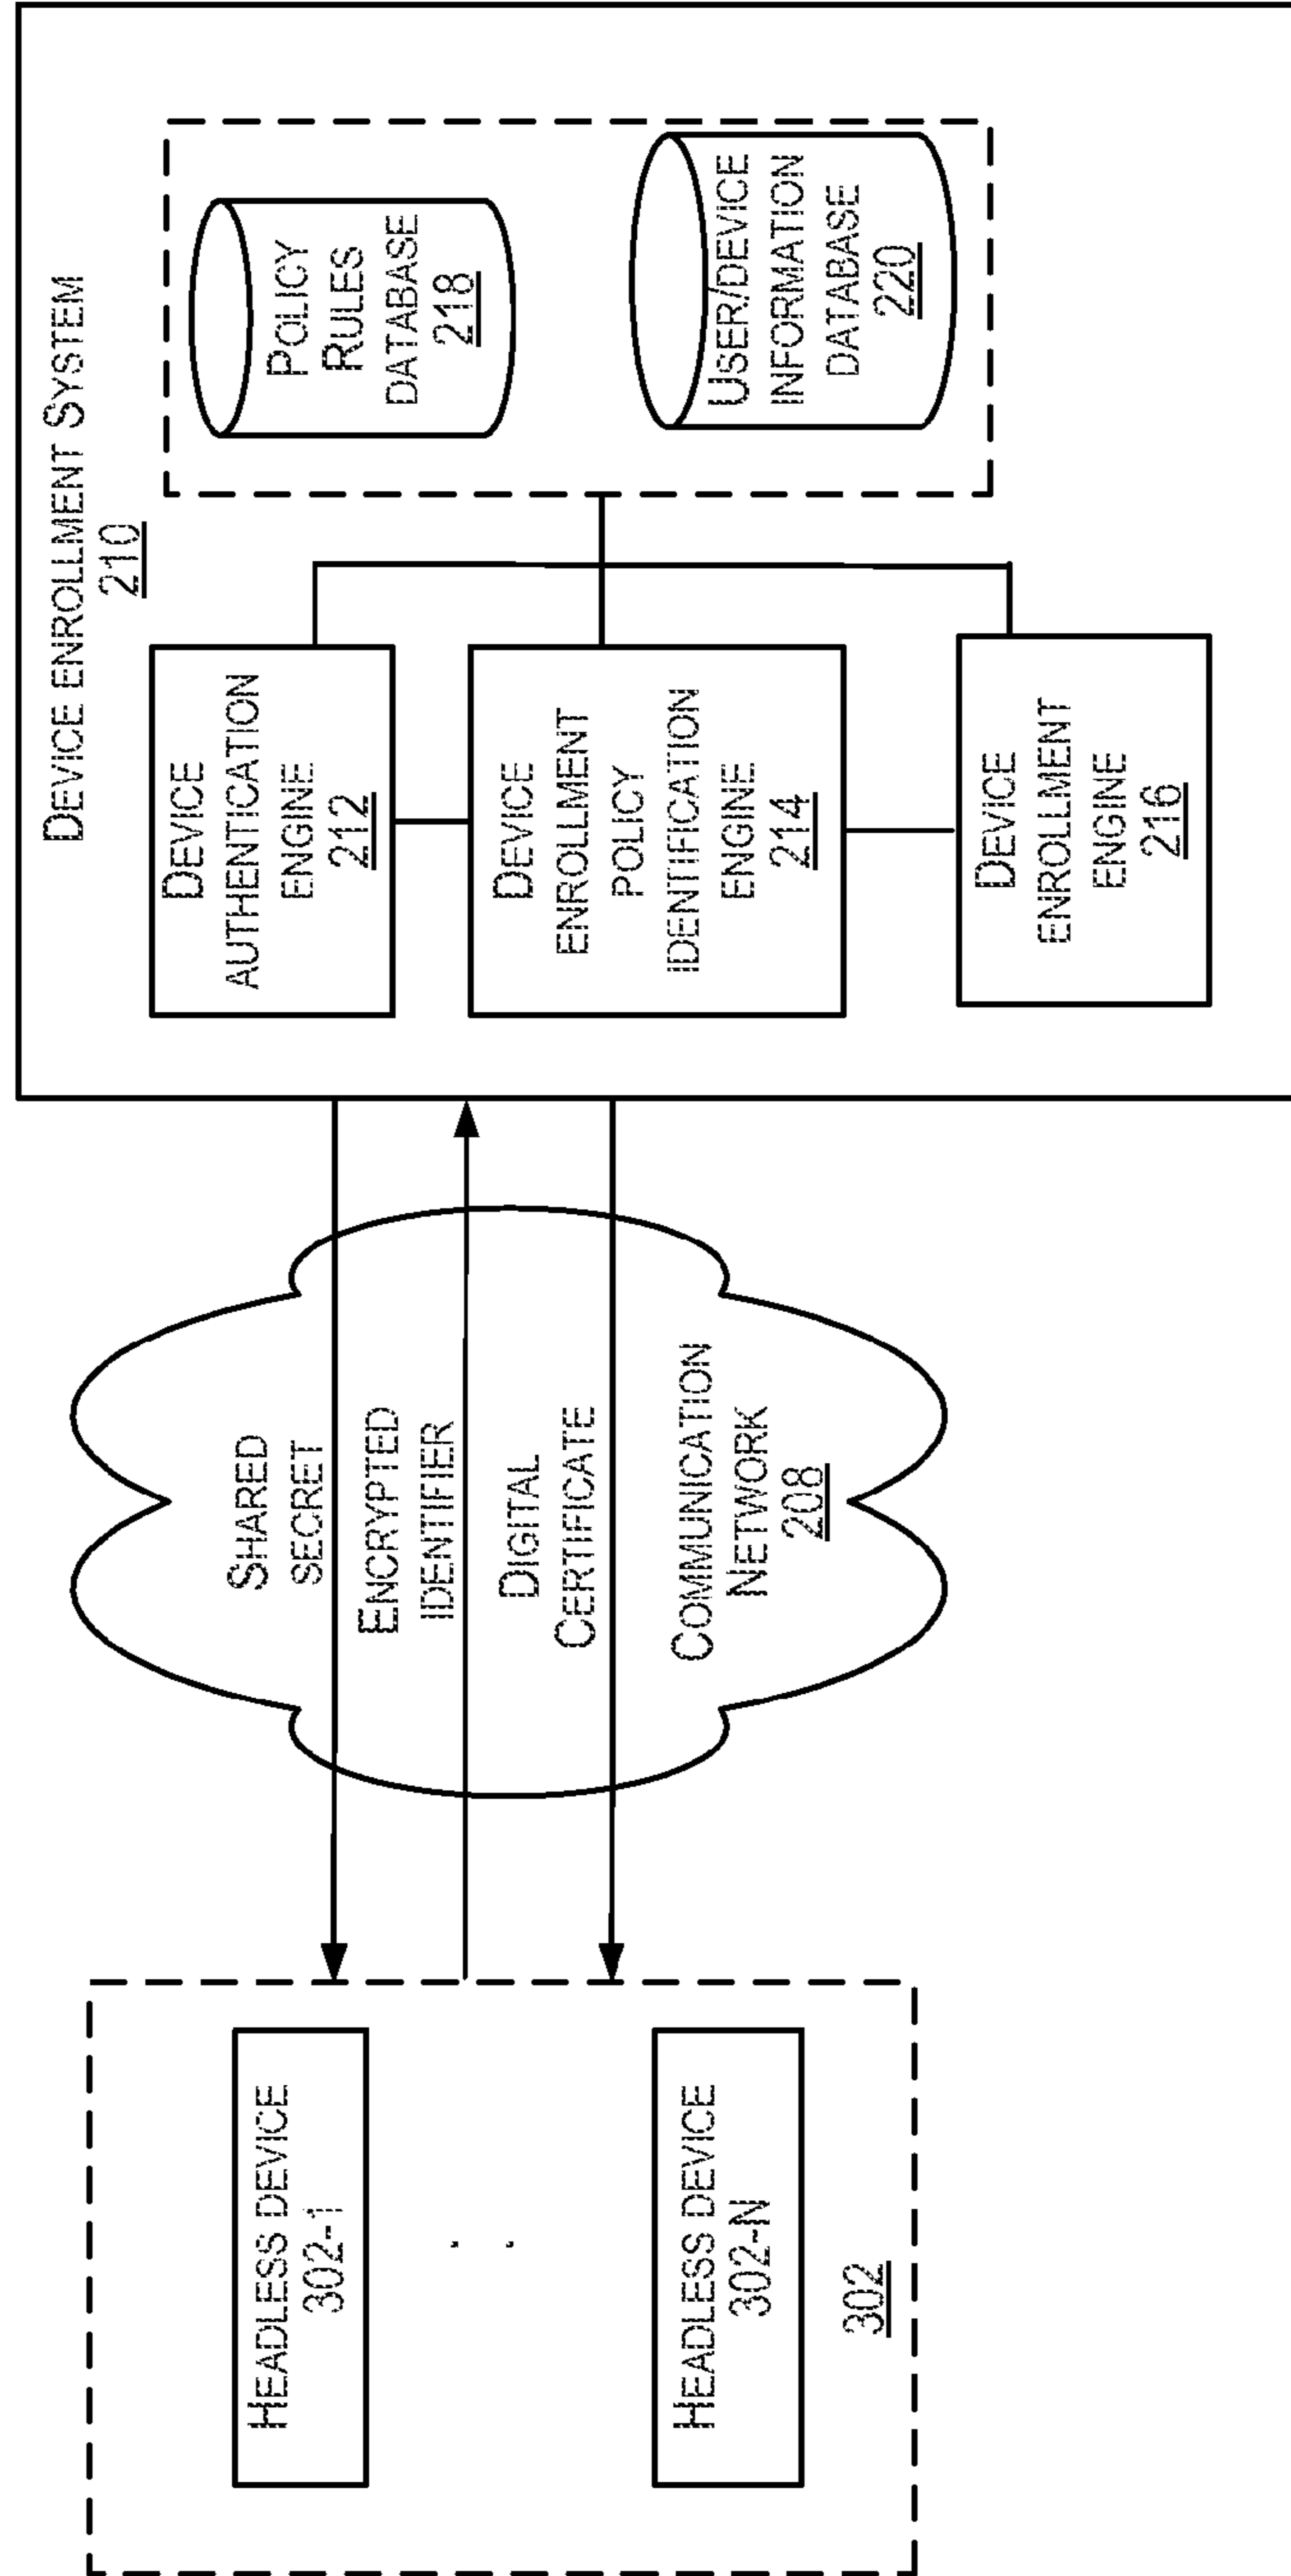 DEVICE ENROLLMENT SYSTEM
210
DEVICE
AUTHENTICATION
ENGINE
212
DEVICE
ENROLLMENT
POLICY
IDENTIFICATION
ENGINE
214
DEVICE
ENROLLMENT
ENGINE
216
POLICY
RULES
DATABASE
218
USER/DEVICE
INFORMATION
DATABASE
220
SHARED
SECRET
ENCRYPTED
IDENTIFIER
DIGITAL
CERTIFICATE
COMMUNICATION
NETWORK
208
HEADLESS DEVICE
302-1
HEADLESS DEVICE
302-N
302